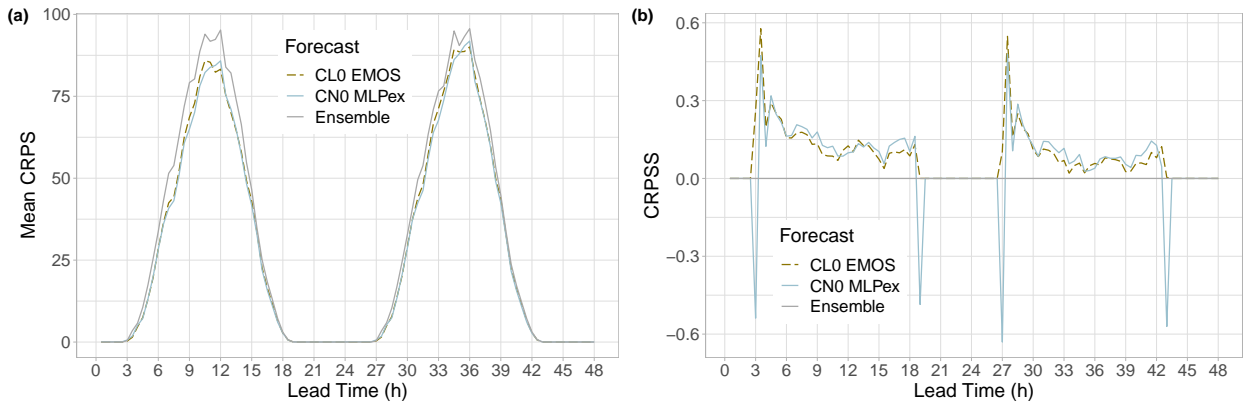 (a)
100
75
50
25
0
Mean CRPS
Forecast
CL0 EMOS
CN0 MLPex
Ensemble
0 3 6 9 12 15 18 21 24 27 30 33 36 39 42 45 48
Lead Time (h)
(b)
0.6
0.3
0.0
−0.3
−0.6
CRPSS
Forecast
CL0 EMOS
CN0 MLPex
Ensemble
0 3 6 9 12 15 18 21 24 27 30 33 36 39 42 45 48
Lead Time (h)